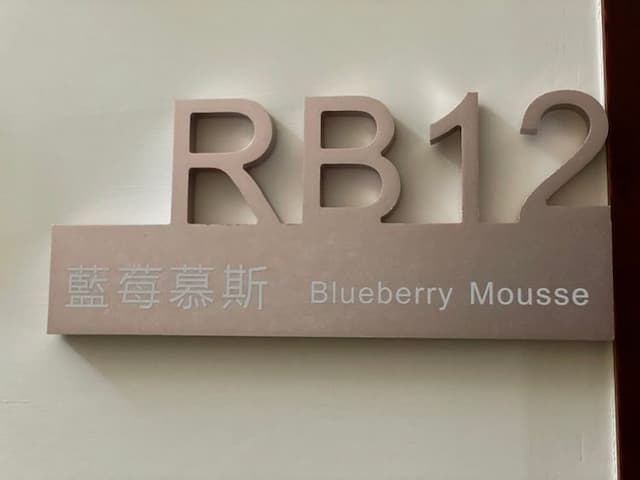 RB12
藍莓慕斯 Blueberry Mousse